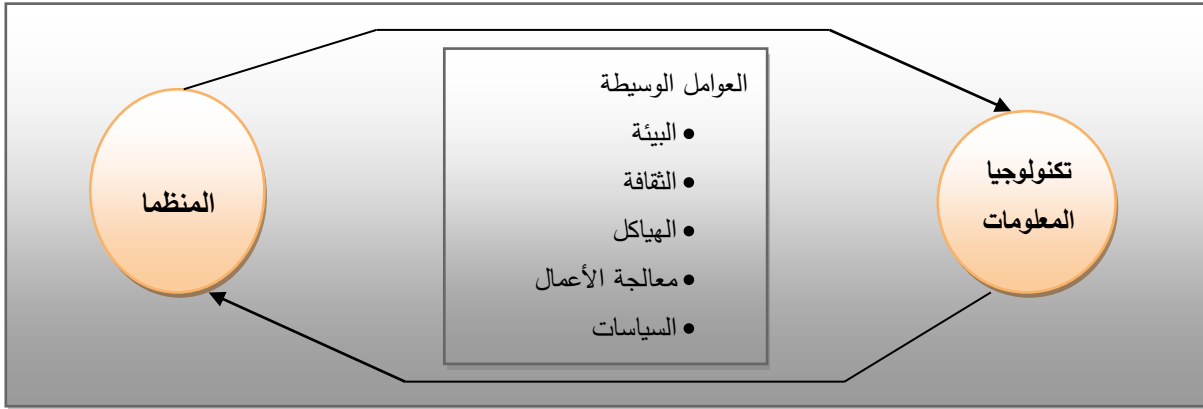 العوامل الوسيطة
• البيئة
• الثقافة
• الهياكل
• معالجة الأعمال
• السياسات
تكنولوجيا
المعلومات
المنظما